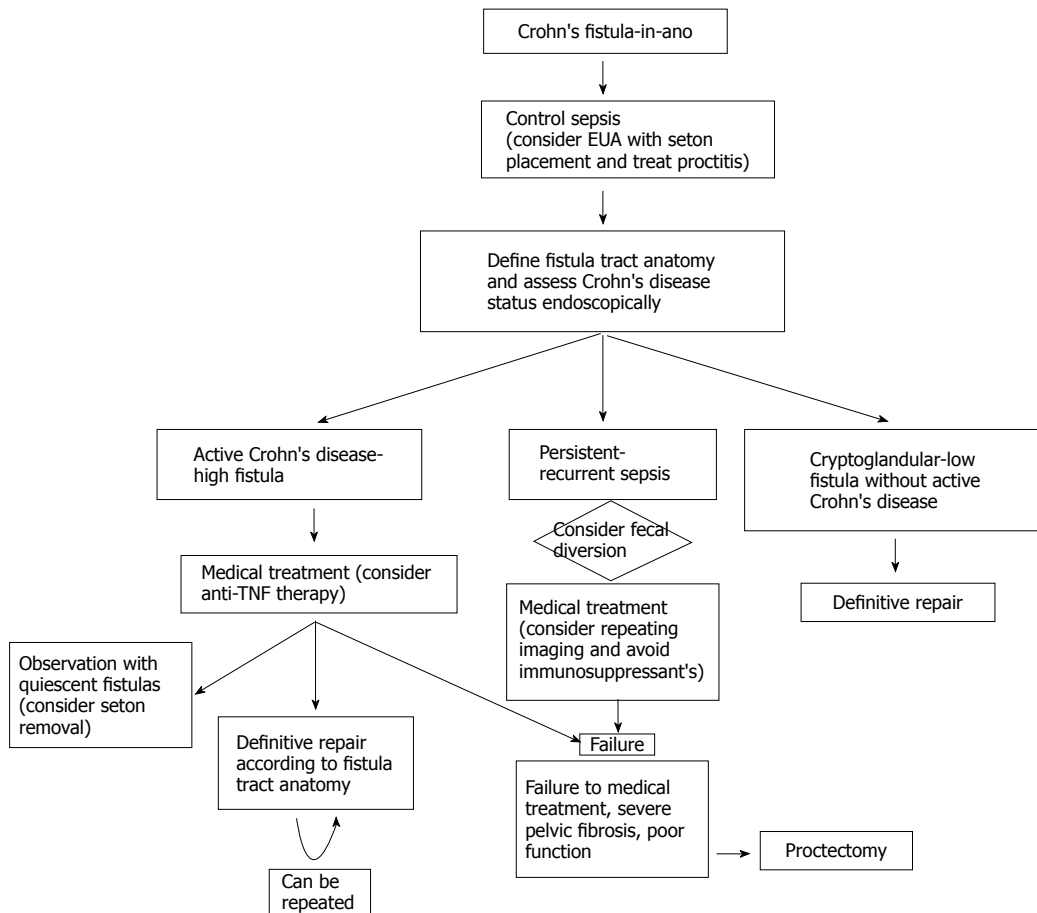 Crohn's fistula-in-ano
Control sepsis
(consider EUA with seton
placement and treat proctitis)
Define fistula tract anatomy
and assess Crohn's disease
status endoscopically
Active Crohn's disease-
high fistula
Persistent-
recurrent sepsis
Cryptoglandular-low
fistula without active
Crohn's disease
Consider fecal
diversion
Medical treatment (consider
anti-TNF therapy)
Medical treatment
(consider repeating
imaging and avoid
immunosuppressant's)
Definitive repair
Observation with
quiescent fistulas
(consider seton
removal)
Definitive repair
according to fistula
tract anatomy
Failure
Failure to medical
treatment, severe
pelvic fibrosis, poor
function
Proctectomy
Can be
repeated